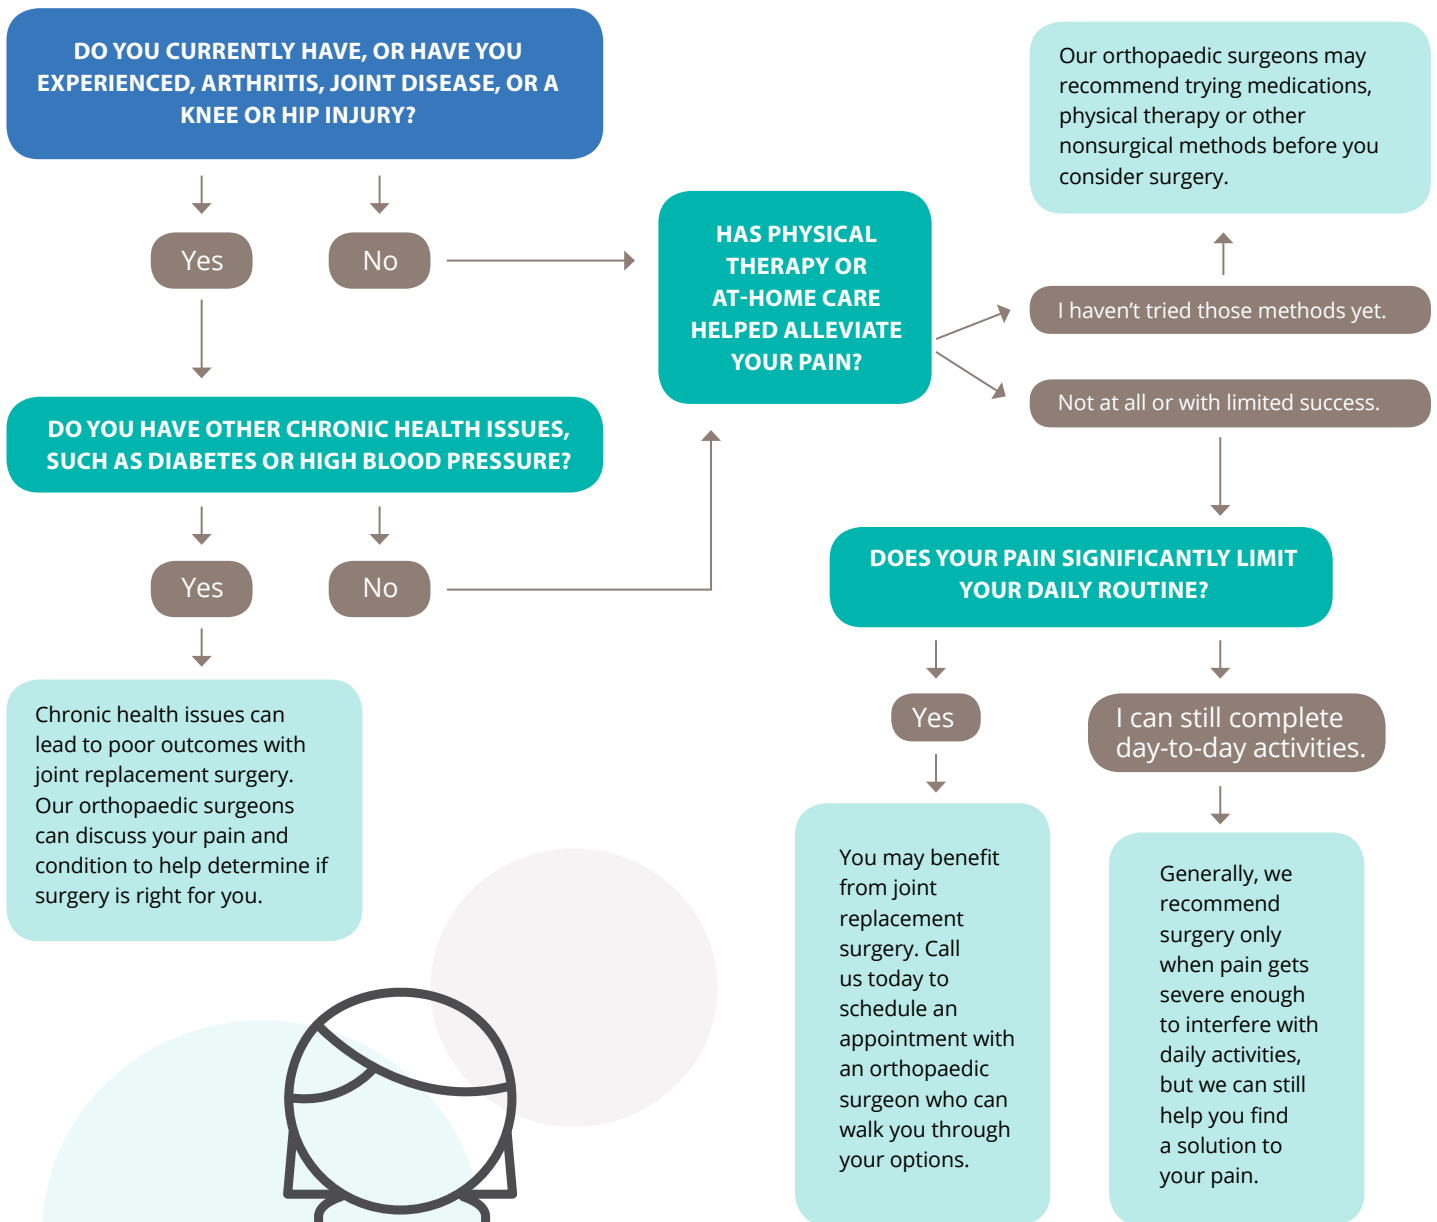 DO YOU CURRENTLY HAVE, OR HAVE YOU
EXPERIENCED, ARTHRITIS, JOINT DISEASE, OR A
KNEE OR HIP INJURY?
Yes
No
DO YOU HAVE OTHER CHRONIC HEALTH ISSUES,
SUCH AS DIABETES OR HIGH BLOOD PRESSURE?
Yes
No
Chronic health issues can
lead to poor outcomes with
joint replacement surgery.
Our orthopaedic surgeons
can discuss your pain and
condition to help determine if
surgery is right for you.
HAS PHYSICAL
THERAPY OR
AT-HOME CARE
HELPED ALLEVIATE
YOUR PAIN?
Our orthopaedic surgeons may
recommend trying medications,
physical therapy or other
nonsurgical methods before you
consider surgery.
I haven’t tried those methods yet.
Not at all or with limited success.
DOES YOUR PAIN SIGNIFICANTLY LIMIT
YOUR DAILY ROUTINE?
Yes
I can still complete
day-to-day activities.
You may benefit
from joint
replacement
surgery. Call
us today to
schedule an
appointment with
an orthopaedic
surgeon who can
walk you through
your options.
Generally, we
recommend
surgery only
when pain gets
severe enough
to interfere with
daily activities,
but we can still
help you find
a solution to
your pain.